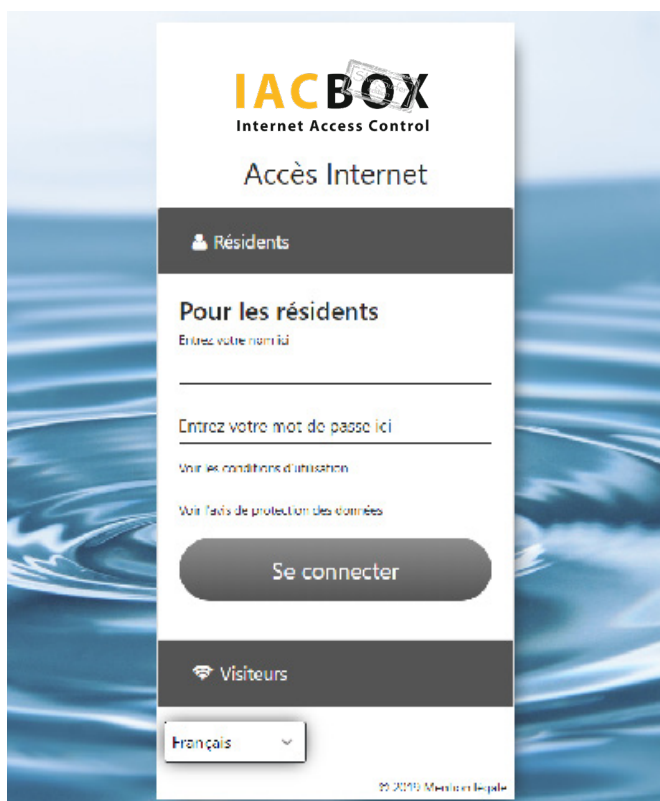 IACBOX
Internet Access Control
Accès Internet
Résidents
Pour les résidents
Entrez votre nom ici
Entrez votre mot de passe ici
Voir les conditions d'utilisation
Voir l'avis de protection des données
Se connecter
Visiteurs
Français
© 2019 Mention légale